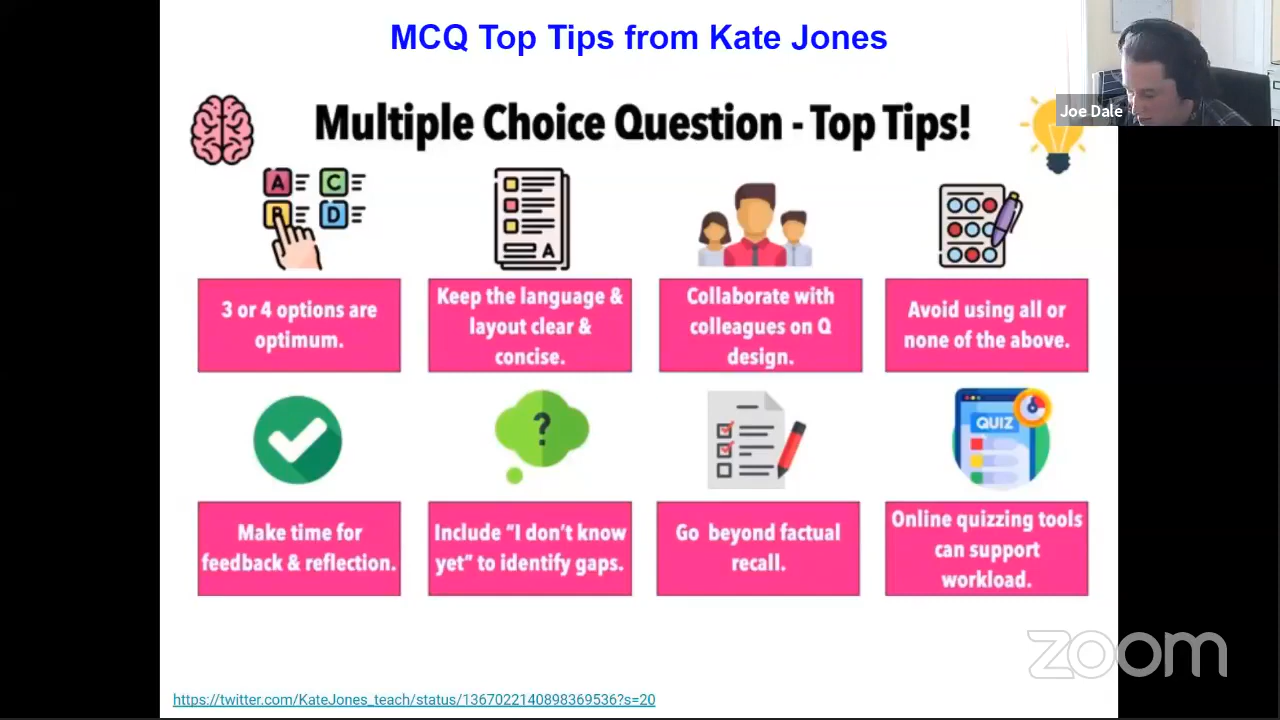 MCQ Top Tips from Kate Jones
Joe Dale
Multiple Choice Question - Top Tips!
A C
B D
A
3 or 4 options are
optimum.
Keep the language &
layout clear &
concise.
Collaborate with
colleagues on Q
design.
Avoid using all or
none of the above.
?
QUIZ
Make time for
feedback & reflection.
Include “I don’t know
yet” to identify gaps.
Go beyond factual
recall.
Online quizzing tools
can support
workload.
zoom
https://twitter.com/KateJones_teach/status/1367022140898369536?s=20